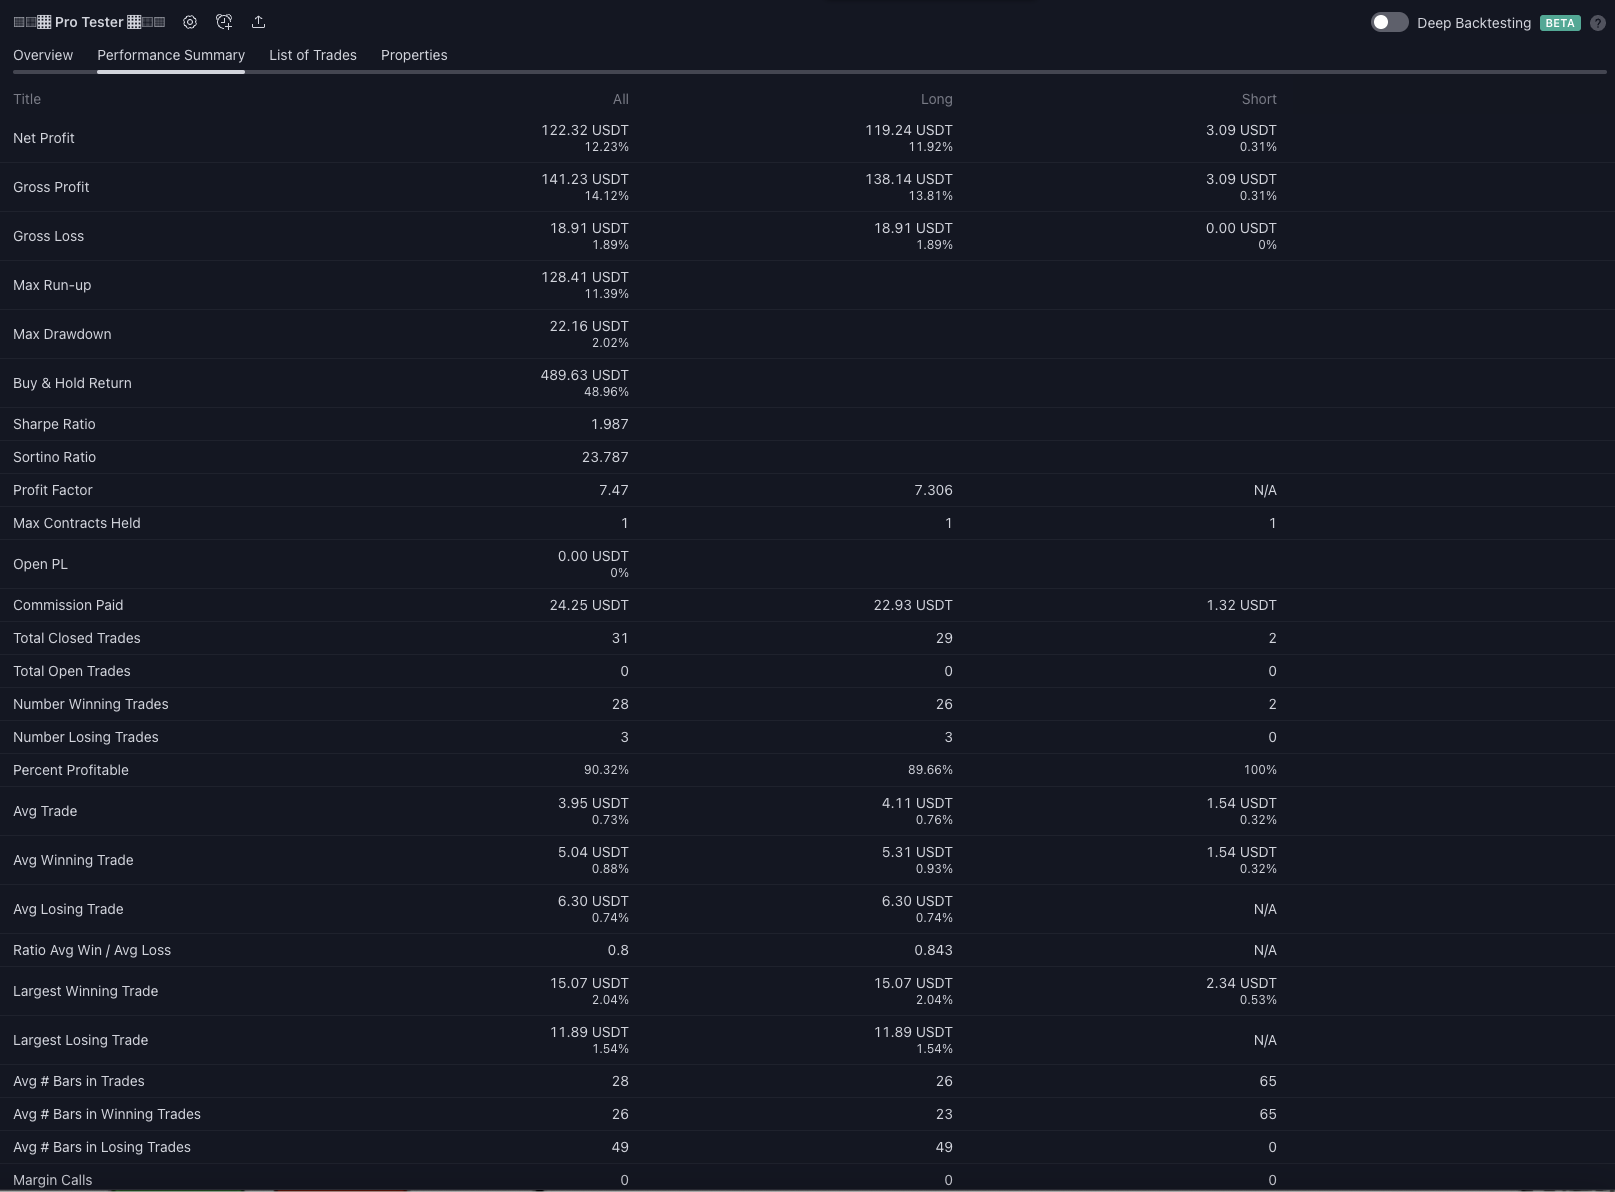 Pro Tester
Deep Backtesting BETA ?
Overview Performance Summary List of Trades Properties
Title All Long Short
Net Profit 122.32 USDT 119.24 USDT 3.09 USDT
12.23% 11.92% 0.31%
Gross Profit 141.23 USDT 138.14 USDT 3.09 USDT
14.12% 13.81% 0.31%
Gross Loss 18.91 USDT 18.91 USDT 0.00 USDT
1.89% 1.89% 0%
Max Run-up 128.41 USDT
11.39%
Max Drawdown 22.16 USDT
2.02%
Buy & Hold Return 489.63 USDT
48.96%
Sharpe Ratio 1.987
Sortino Ratio 23.787
Profit Factor 7.47 7.306 N/A
Max Contracts Held 1 1 1
Open PL 0.00 USDT
0%
Commission Paid 24.25 USDT 22.93 USDT 1.32 USDT
Total Closed Trades 31 29 2
Total Open Trades 0 0 0
Number Winning Trades 28 26 2
Number Losing Trades 3 3 0
Percent Profitable 90.32% 89.66% 100%
Avg Trade 3.95 USDT 4.11 USDT 1.54 USDT
0.73% 0.76% 0.32%
Avg Winning Trade 5.04 USDT 5.31 USDT 1.54 USDT
0.88% 0.93% 0.32%
Avg Losing Trade 6.30 USDT 6.30 USDT N/A
0.74% 0.74%
Ratio Avg Win / Avg Loss 0.8 0.843 N/A
Largest Winning Trade 15.07 USDT 15.07 USDT 2.34 USDT
2.04% 2.04% 0.53%
Largest Losing Trade 11.89 USDT 11.89 USDT N/A
1.54% 1.54%
Avg # Bars in Trades 28 26 65
Avg # Bars in Winning Trades 26 23 65
Avg # Bars in Losing Trades 49 49 0
Margin Calls 0 0 0